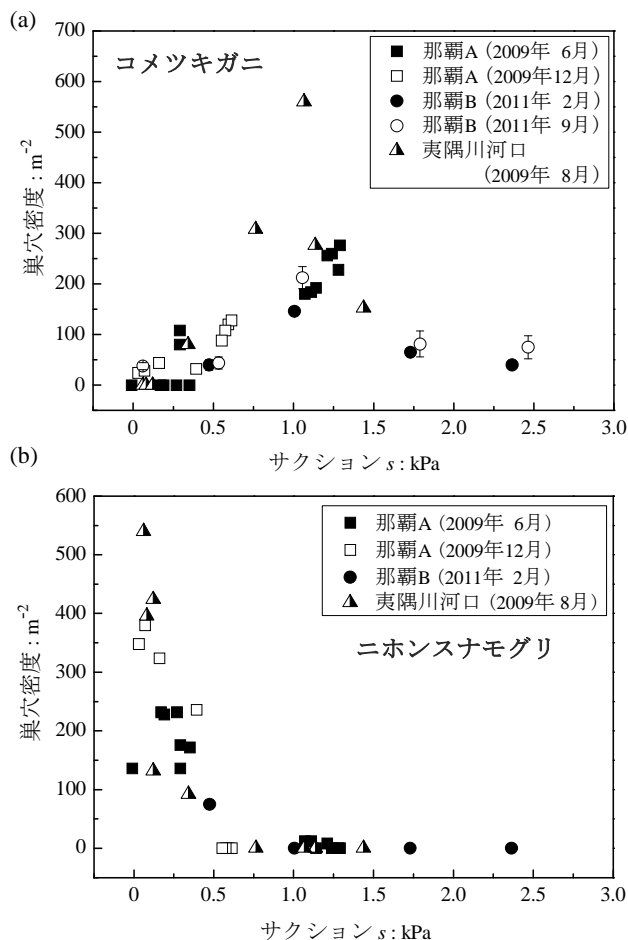 (a)
700
600
500
400
300
200
100
0
巣穴密度 : m-2
コメツキガニ
那覇A (2009年 6月)
那覇A (2009年12月)
那覇B (2011年 2月)
那覇B (2011年 9月)
夷隅川河口
(2009年 8月)
0 0.5 1.0 1.5 2.0 2.5 3.0
サクション s : kPa
(b)
600
500
400
300
200
100
0
巣穴密度 : m-2
那覇A (2009年 6月)
那覇A (2009年12月)
那覇B (2011年 2月)
夷隅川河口 (2009年 8月)
ニホンスナモグリ
0 0.5 1.0 1.5 2.0 2.5 3.0
サクション s : kPa